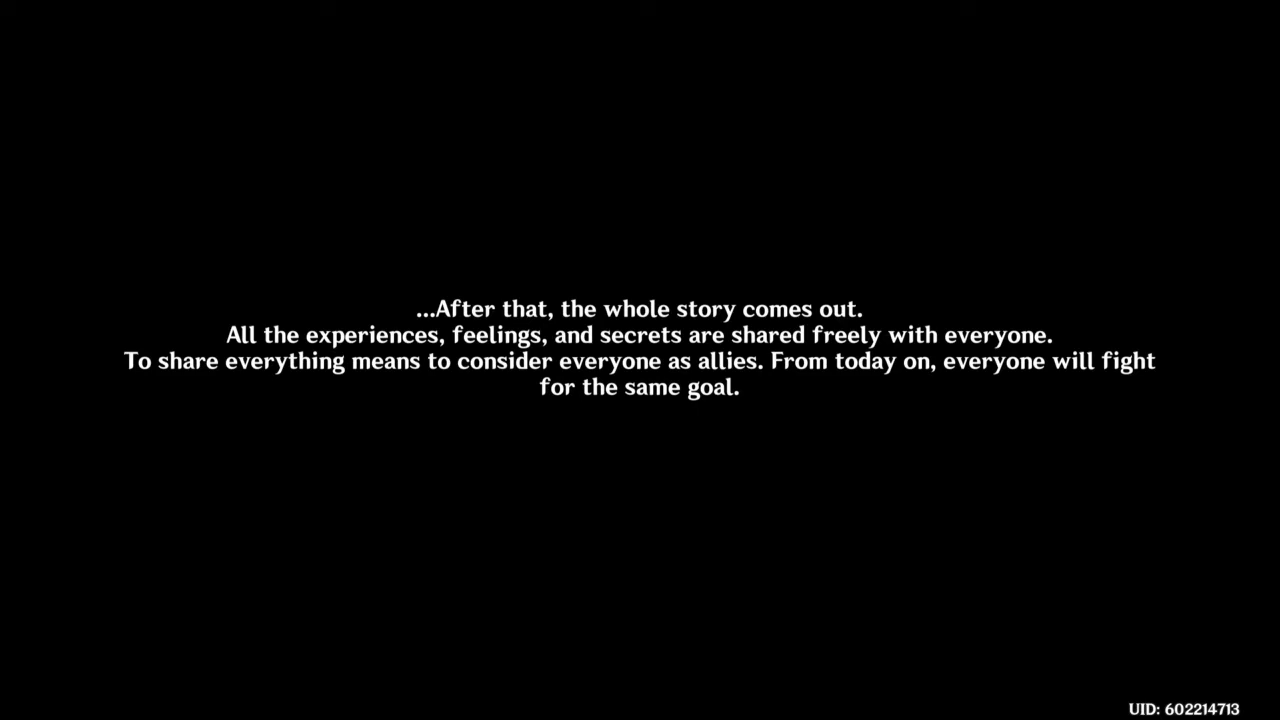 ...After that, the whole story comes out.
All the experiences, feelings, and secrets are shared freely with everyone.
To share everything means to consider everyone as allies. From today on, everyone will fight
for the same goal.
UID: 602214713